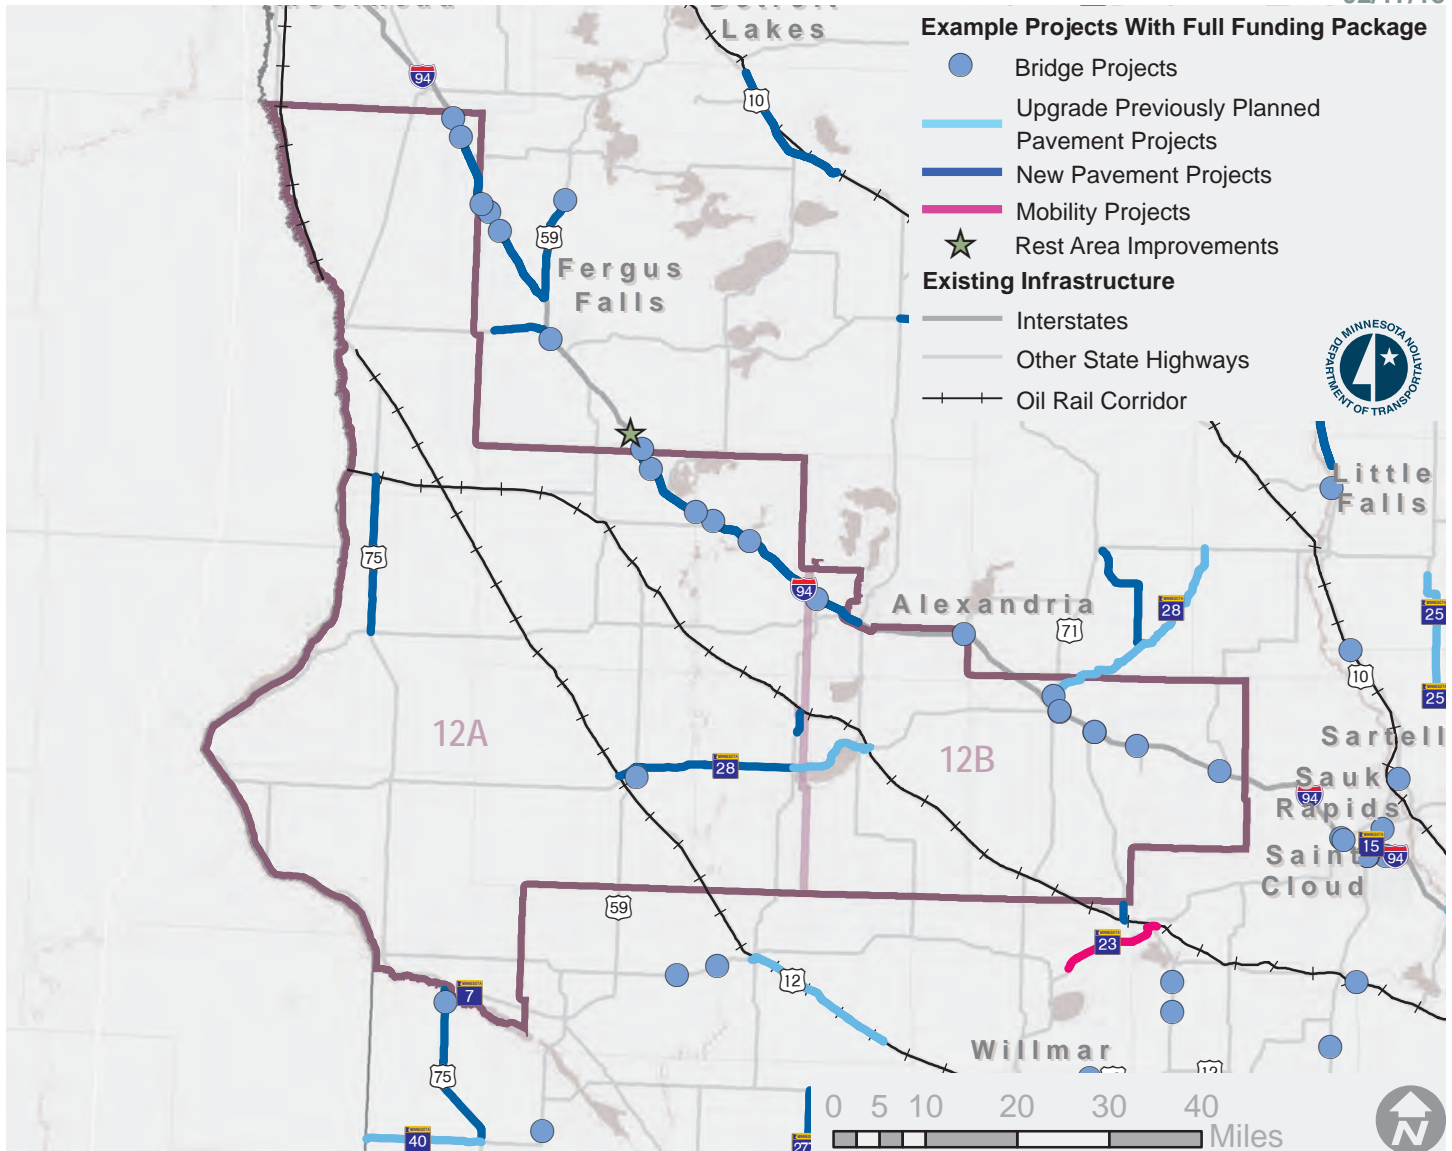 Lakes
94
10
Example Projects With Full Funding Package
Bridge Projects
Upgrade Previously Planned
Pavement Projects
New Pavement Projects
Mobility Projects
Rest Area Improvements
Existing Infrastructure
Interstates
Other State Highways
Oil Rail Corridor
MINNESOTA
DEPARTMENT OF TRANSPORTATION
59
Fergus
Falls
Little
Falls
75
94
Alexandria
71
28
25
10
25
12A
28
12B
Sartell
Sauk
Rapids
94
15
94
Saint
Cloud
59
23
7
12
Willmar
12
75
40
27
0 5 10 20 30 40
Miles
N